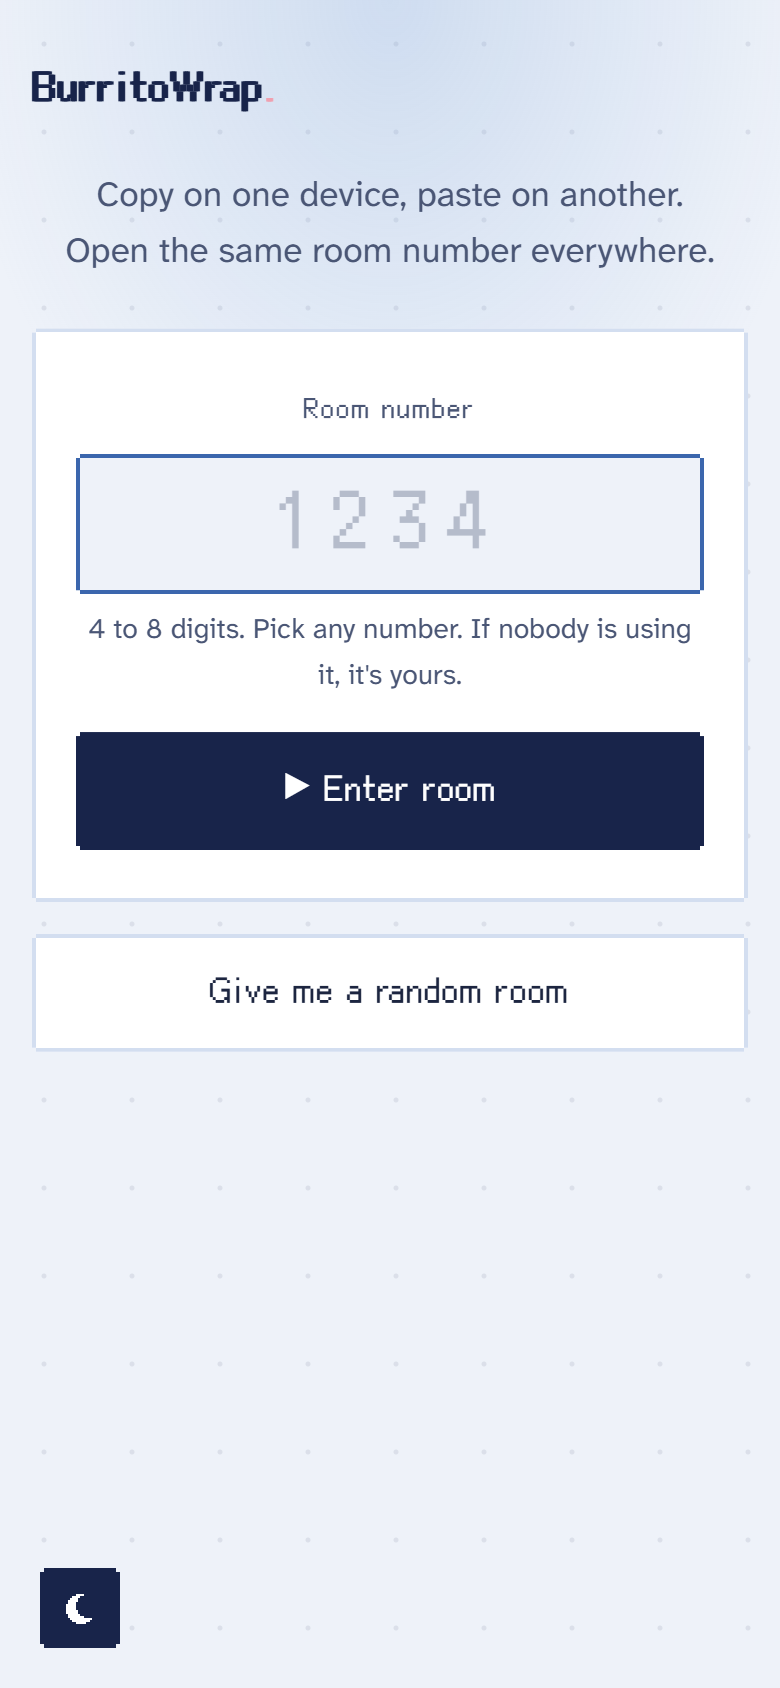 BurritoWrap.
Copy on one device, paste on another.
Open the same room number everywhere.
Room number
1234
4 to 8 digits. Pick any number. If nobody is using
it, it's yours.
▶ Enter room
Give me a random room